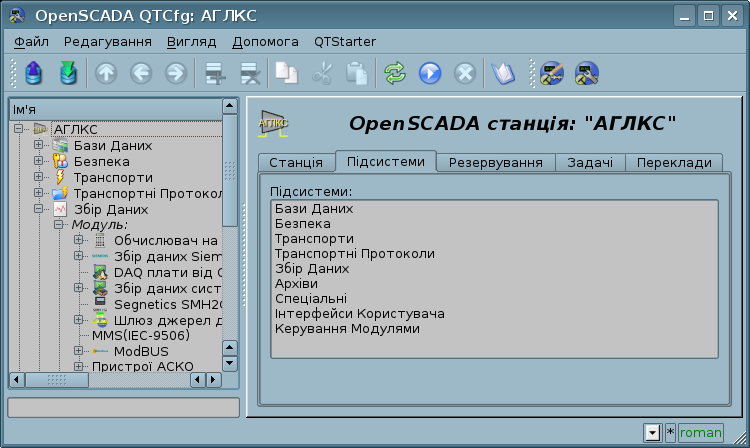 OpenSCADA QTCfg: АГЛКС
Файл Редагування Вигляд Допомога QTStarter
Ім'я
АГЛКС
Бази Даних
Безпека
Транспорти
Транспортні Протокол
Збір Даних
Модуль:
Обчислювач на
Збір даних Siem
DAQ плати від
Збір даних сист
Segnetics SMH2
Шлюз джерел д
MMS(IEC-9506)
ModBUS
Пристрої АСКО
OpenSCADA станція: "АГЛКС"
Станція Підсистеми Резервування Задачі Переклади
Підсистеми:
Бази Даних
Безпека
Транспорти
Транспортні Протоколи
Збір Даних
Архіви
Спеціальні
Інтерфейси Користувача
Керування Модулями
* roman